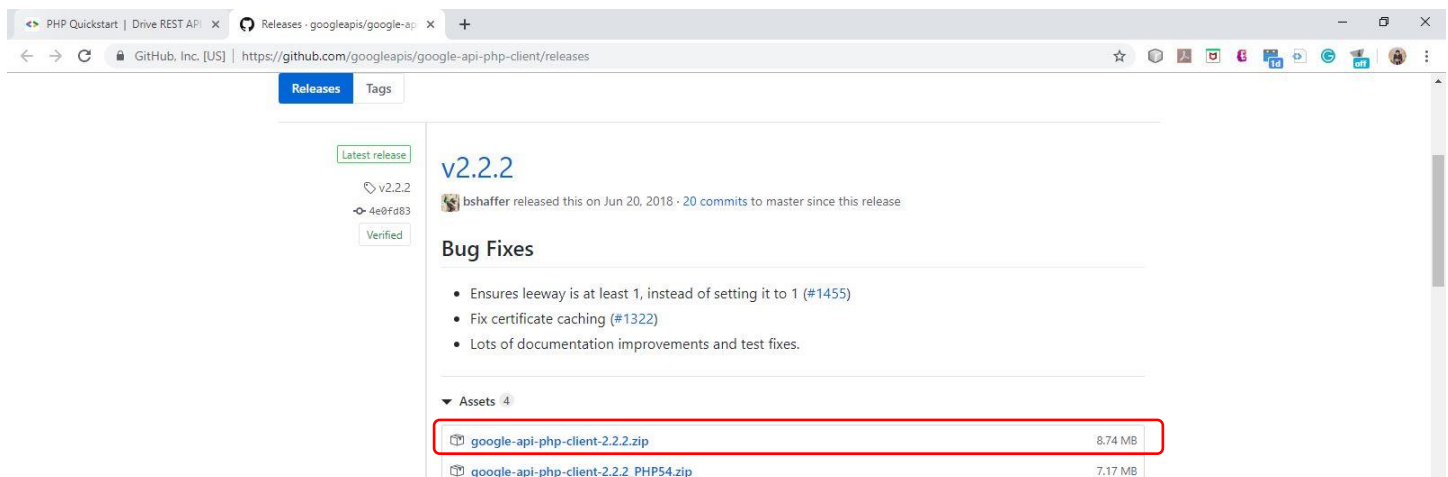 PHP Quickstart | Drive REST API
Releases · googleapis/google-ap
GitHub, Inc. [US] | https://github.com/googleapis/google-api-php-client/releases
1d
off
Releases Tags
Latest release
v2.2.2
4e0fd83
Verified
v2.2.2
bshaffer released this on Jun 20, 2018 · 20 commits to master since this release
Bug Fixes
• Ensures leeway is at least 1, instead of setting it to 1 (#1455)
• Fix certificate caching (#1322)
• Lots of documentation improvements and test fixes.
Assets 4
google-api-php-client-2.2.2.zip 8.74 MB
google-api-php-client-2.2.2_PHP54.zip 7.17 MB